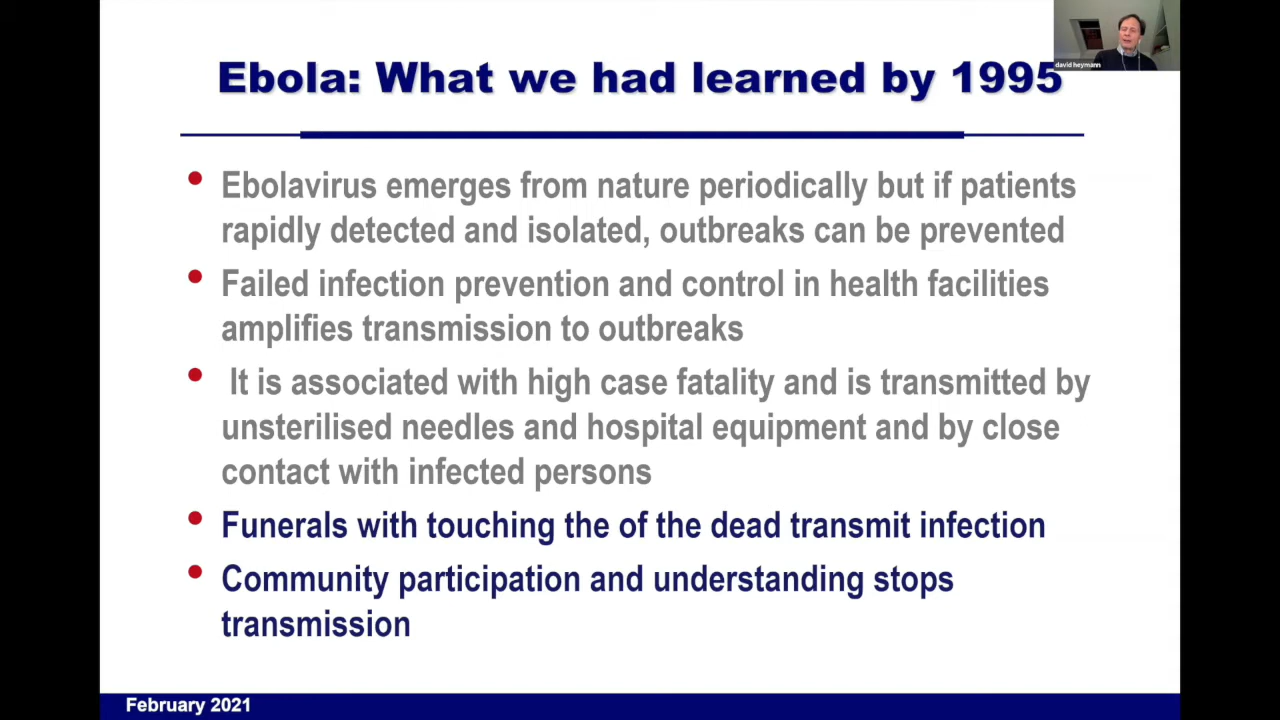 david heymann
Ebola: What we had learned by 1995
• Ebolavirus emerges from nature periodically but if patients
rapidly detected and isolated, outbreaks can be prevented
• Failed infection prevention and control in health facilities
amplifies transmission to outbreaks
• It is associated with high case fatality and is transmitted by
unsterilised needles and hospital equipment and by close
contact with infected persons
• Funerals with touching the of the dead transmit infection
• Community participation and understanding stops
transmission
February 2021